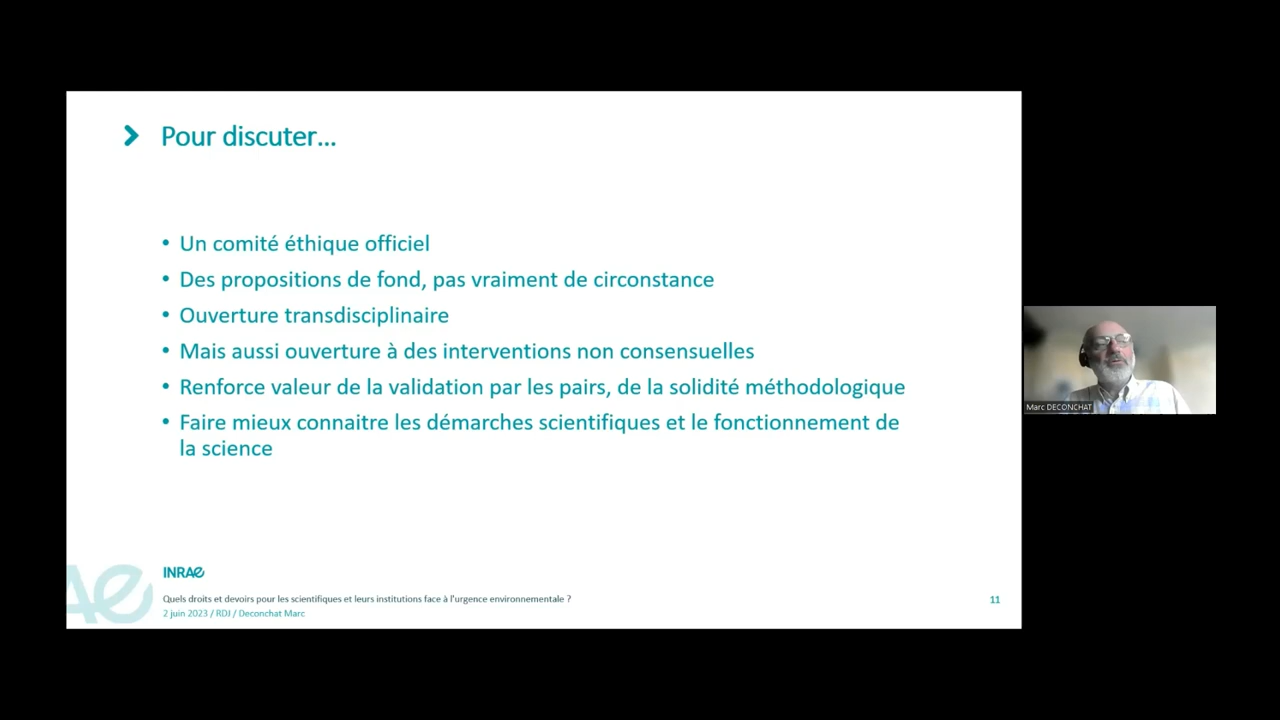 Pour discuter...
• Un comité éthique officiel
• Des propositions de fond, pas vraiment de circonstance
• Ouverture transdisciplinaire
• Mais aussi ouverture à des interventions non consensuelles
• Renforce valeur de la validation par les pairs, de la solidité méthodologique
• Faire mieux connaitre les démarches scientifiques et le fonctionnement de
la science
Marc DECONCHAT
INRAE
Quels droits et devoirs pour les scientifiques et leurs institutions face à l'urgence environnementale ?
2 juin 2023 / RDJ / Deconchat Marc
11